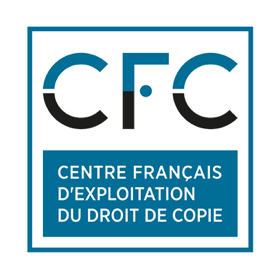 CFC
CENTRE FRANÇAIS
D'EXPLOITATION
DU DROIT DE COPIE